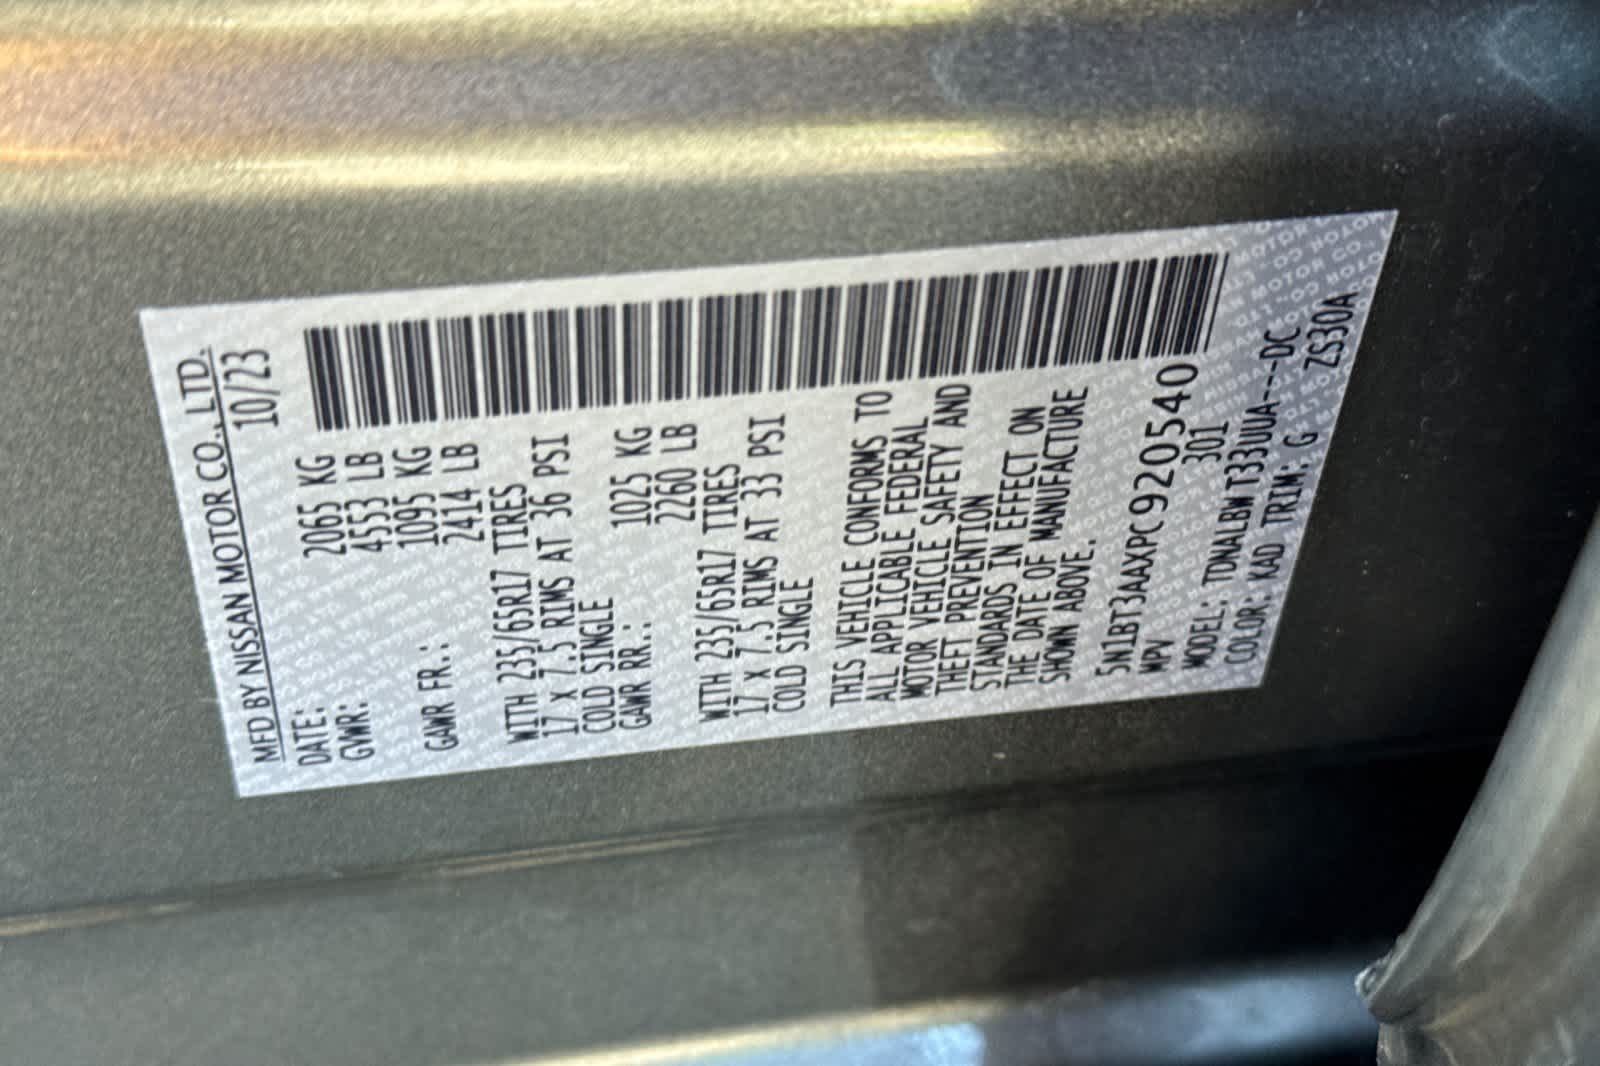 MFD BY NISSAN MOTOR CO., LTD.
DATE: 10/23
GVWR: 2065 KG
4553 LB
GAWR FR.: 1095 KG
2414 LB
WITH 235/65R17 TIRES
17 X 7.5 RIMS AT 36 PSI
COLD SINGLE
GAWR RR.: 1025 KG
2260 LB
WITH 235/65R17 TIRES
17 X 7.5 RIMS AT 33 PSI
COLD SINGLE
THIS VEHICLE CONFORMS TO
ALL APPLICABLE FEDERAL
MOTOR VEHICLE SAFETY AND
THEFT PREVENTION
STANDARDS IN EFFECT ON
THE DATE OF MANUFACTURE
SHOWN ABOVE.
5N1BT3AAXPC920540
MPV 301
MODEL: TDWALBWT33UUA---DC
COLOR: KAD TRIM: G ZS30A